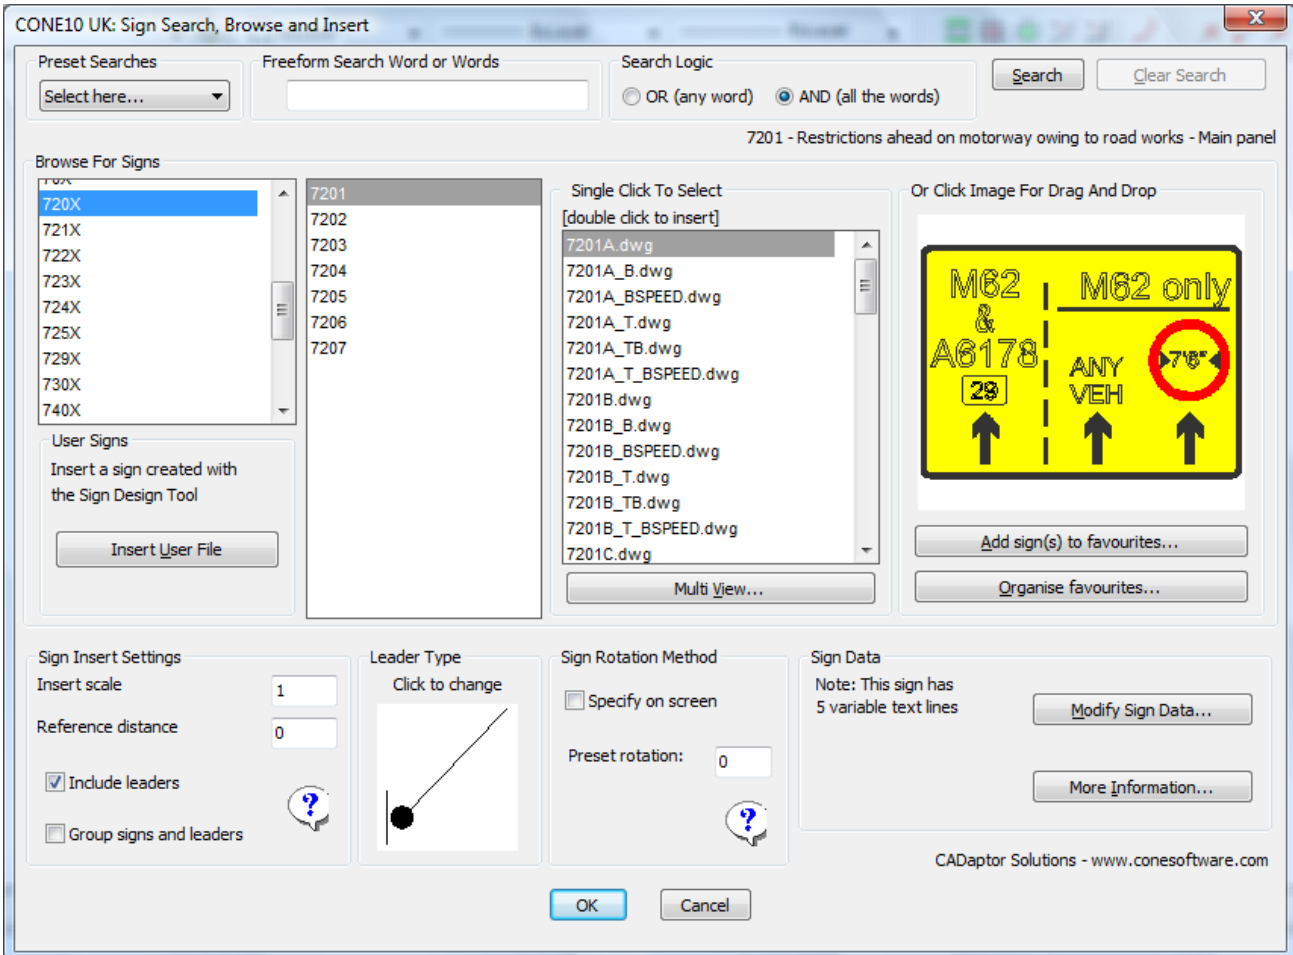 CONE10 UK: Sign Search, Browse and Insert
Preset Searches
Select here...
Freeform Search Word or Words
Search Logic
OR (any word)
AND (all the words)
Search
Clear Search
7201 - Restrictions ahead on motorway owing to road works - Main panel
Browse For Signs
70X
720X
721X
722X
723X
724X
725X
729X
730X
740X
7201
7202
7203
7204
7205
7206
7207
Single Click To Select
[double click to insert]
7201A.dwg
7201A_B.dwg
7201A_BSPEED.dwg
7201A_T.dwg
7201A_TB.dwg
7201A_T_BSPEED.dwg
7201B.dwg
7201B_B.dwg
7201B_BSPEED.dwg
7201B_T.dwg
7201B_TB.dwg
7201B_T_BSPEED.dwg
7201C.dwg
Multi View...
Or Click Image For Drag And Drop
M62
&
A6178
29
M62 only
ANY
VEH
7'6"
Add sign(s) to favourites...
Organise favourites...
User Signs
Insert a sign created with
the Sign Design Tool
Insert User File
Sign Insert Settings
Insert scale
1
Reference distance
0
Include leaders
Group signs and leaders
?
Leader Type
Click to change
Sign Rotation Method
Specify on screen
Preset rotation:
0
?
Sign Data
Note: This sign has
5 variable text lines
Modify Sign Data...
More Information...
CADaptor Solutions - www.conesoftware.com
OK
Cancel